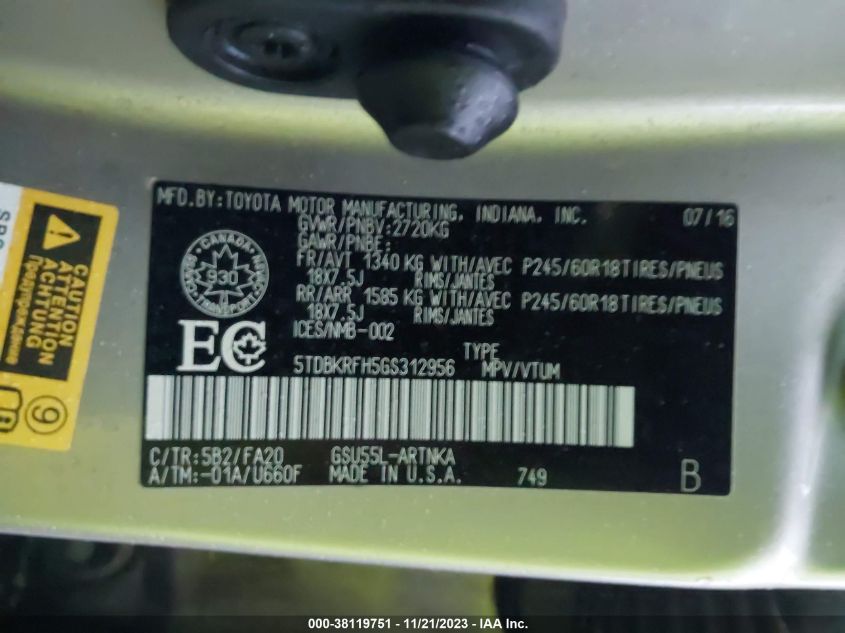 MFD.BY:TOYOTA MOTOR MANUFACTURING, INDIANA, INC. 07/16
GVWR/PNBV:2720KG
GAWR/PNBE:
FR/AVT 1340 KG WITH/AVEC P245/60R18TIRES/PNEUS
18X7.5J RIMS/JANTES
RR/ARR 1585 KG WITH/AVEC P245/60R18TIRES/PNEUS
18X7.5J RIMS/JANTES
ICES/NMB-002
CANADA
930
TRANSPORT
EC
TYPE
5TDBKRFH5GS312956 MPV/VTUM
C/TR:5B2/FA20 GSU55L-ARTNKA
A/TM:-01A/U660F MADE IN U.S.A. 749 B
CAUTION
ATTENTION
ACHTUNG
9
000-38119751 - 11/21/2023 - IAA Inc.